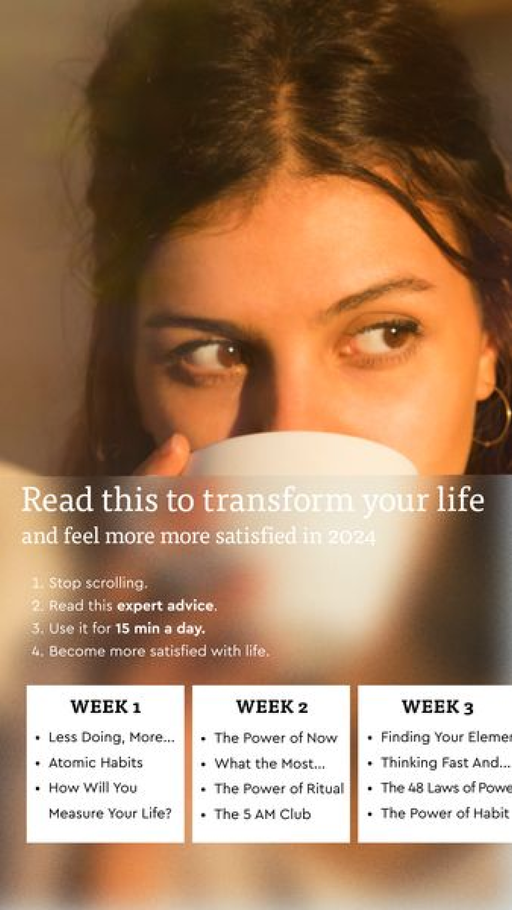 Read this to transform your life
and feel more more satisfied in 2024
1. Stop scrolling.
2. Read this expert advice.
3. Use it for 15 min a day.
4. Become more satisfied with life.
WEEK 1
• Less Doing, More...
• Atomic Habits
• How Will You
Measure Your Life?
WEEK 2
• The Power of Now
• What the Most...
• The Power of Ritual
• The 5 AM Club
WEEK 3
• Finding Your Elemen
• Thinking Fast And...
• The 48 Laws of Powe
• The Power of Habit